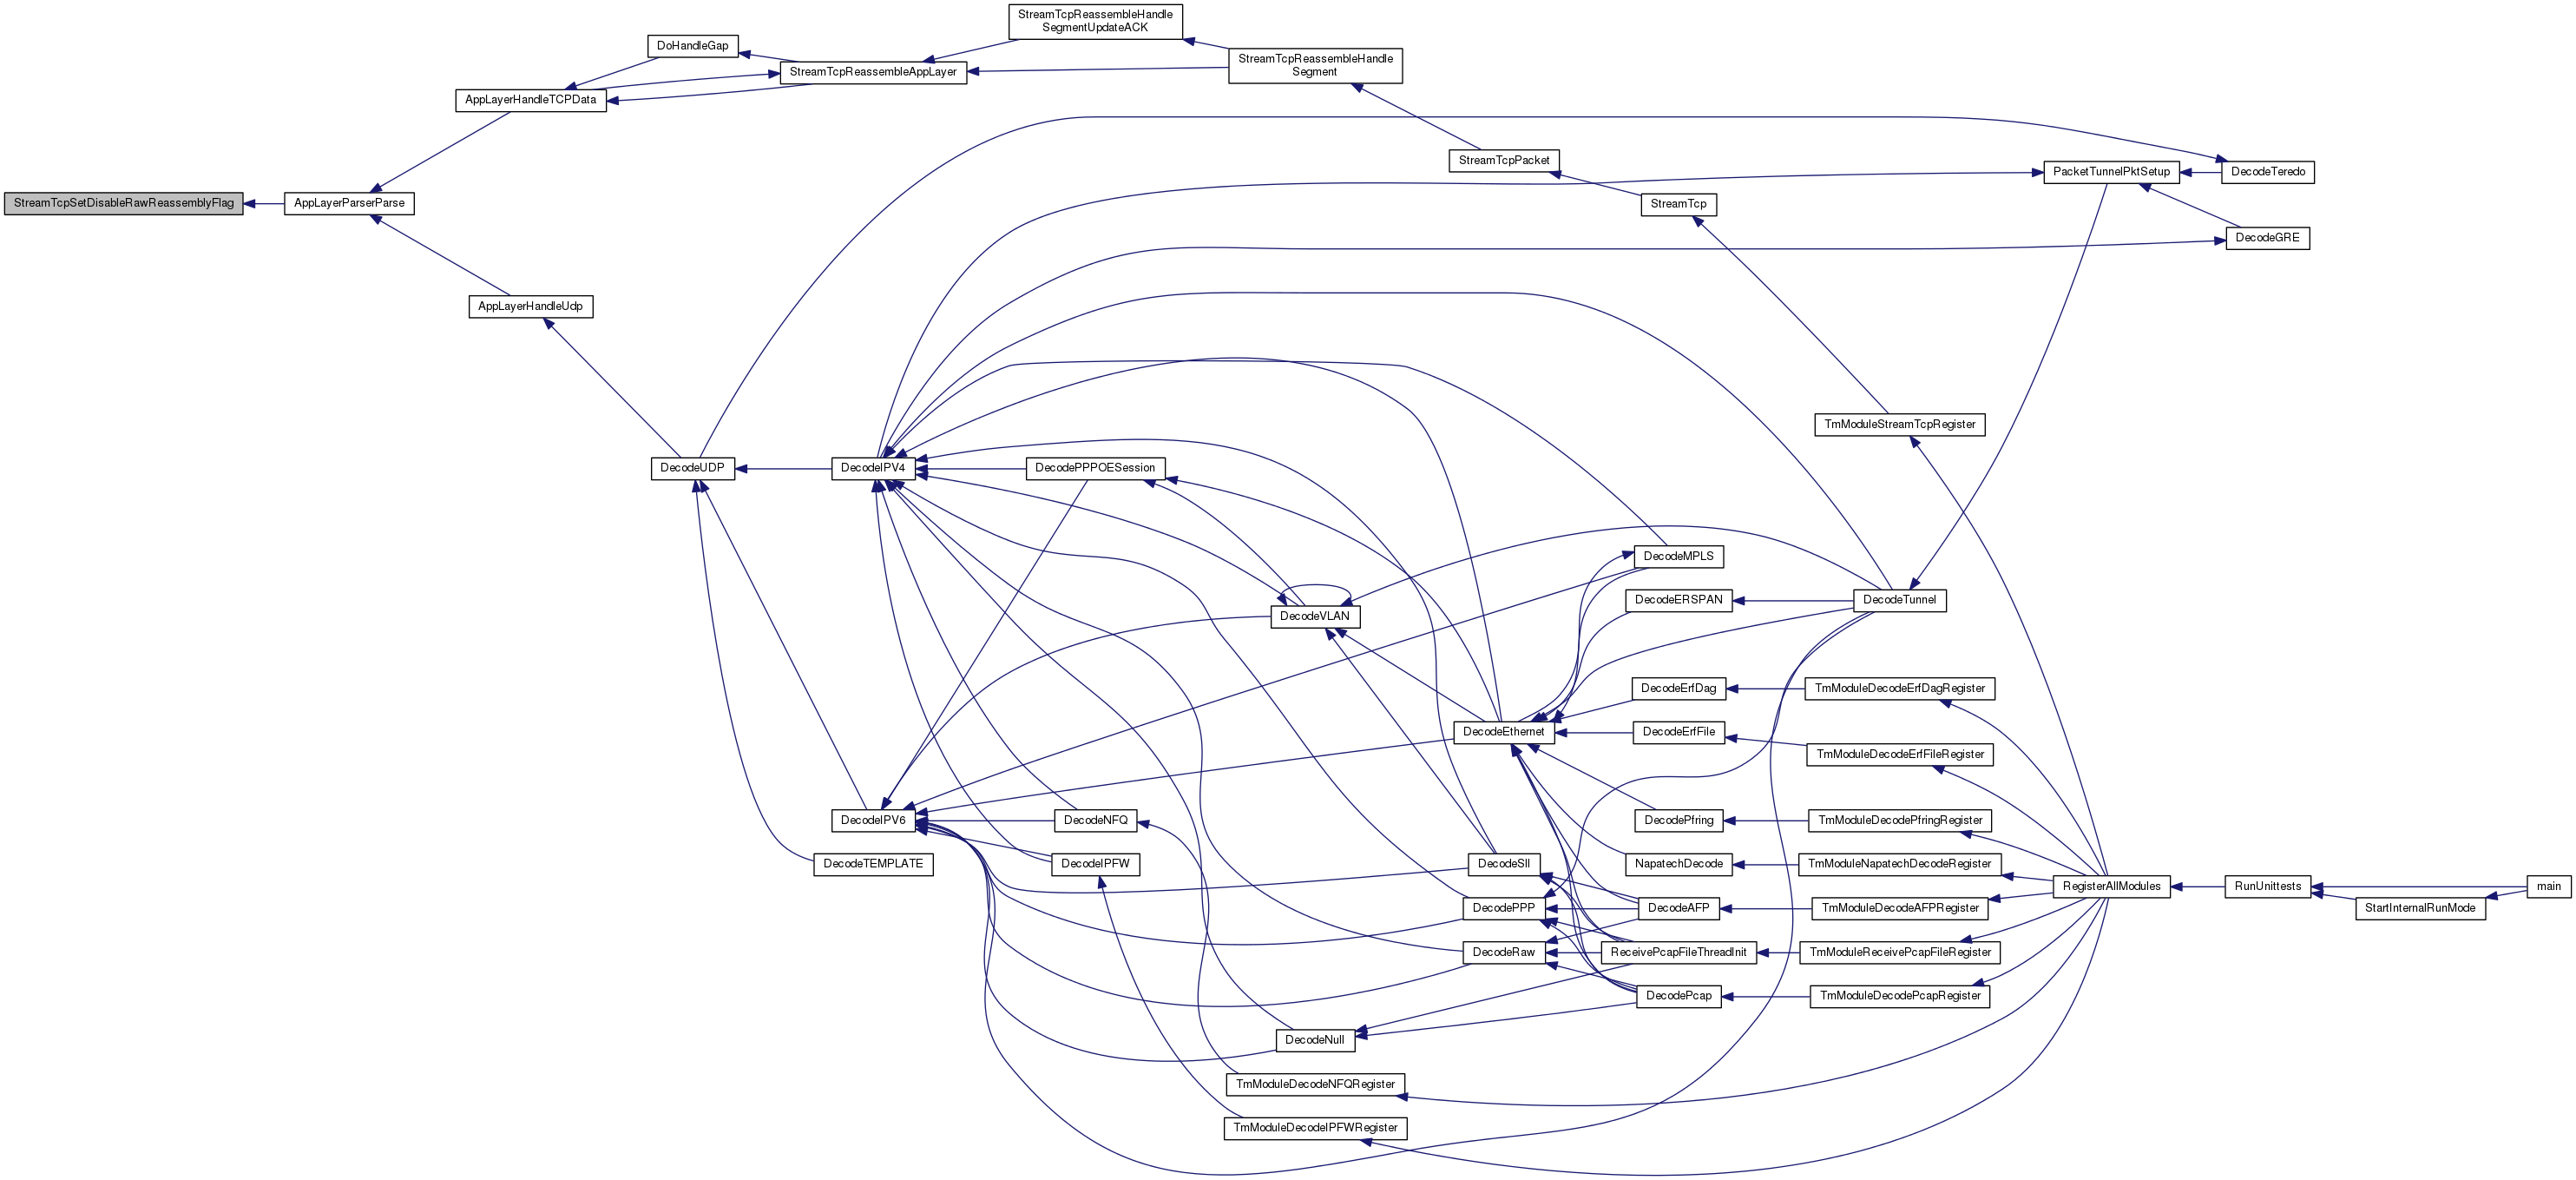 StreamTcpReassembleHandle
SegmentUpdateACK
DoHandleGap
StreamTcpReassembleHandle
Segment
StreamTcpReassembleAppLayer
AppLayerHandleTCPData
StreamTcpPacket
PacketTunnelPktSetup
DecodeTeredo
StreamTcpSetDisableRawReassemblyFlag
AppLayerParserParse
StreamTcp
DecodeGRE
AppLayerHandleUdp
TmModuleStreamTcpRegister
DecodeUDP
DecodeIPV4
DecodePPPOESession
DecodeMPLS
DecodeERSPAN
DecodeTunnel
DecodeVLAN
DecodeErfDag
TmModuleDecodeErfDagRegister
DecodeEthernet
DecodeErfFile
TmModuleDecodeErfFileRegister
DecodeIPV6
DecodeNFQ
DecodePfring
TmModuleDecodePfringRegister
DecodeTEMPLATE
DecodeIPFW
DecodeSll
NapatechDecode
TmModuleNapatechDecodeRegister
RegisterAllModules
RunUnittests
main
DecodePPP
DecodeAFP
TmModuleDecodeAFPRegister
StartInternalRunMode
DecodeRaw
ReceivePcapFileThreadInit
TmModuleReceivePcapFileRegister
DecodePcap
TmModuleDecodePcapRegister
DecodeNull
TmModuleDecodeNFQRegister
TmModuleDecodeIPFWRegister